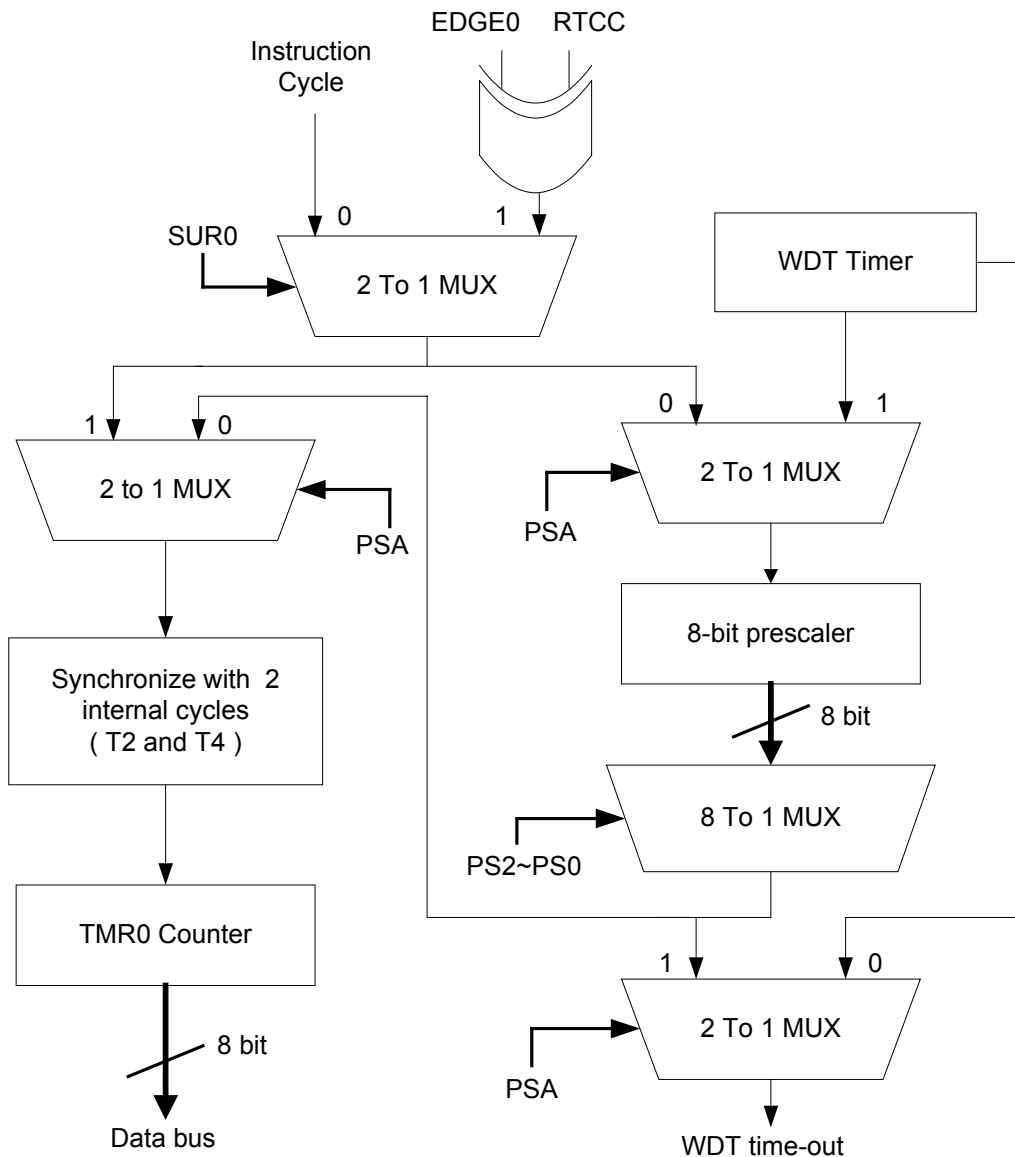 EDGE0 RTCC
Instruction
Cycle
0 1
SUR0
2 To 1 MUX
WDT Timer
1 0
0 1
2 to 1 MUX
PSA
2 To 1 MUX
PSA
8-bit prescaler
Synchronize with 2
internal cycles
( T2 and T4 )
8 bit
8 To 1 MUX
PS2~PS0
TMR0 Counter
1 0
2 To 1 MUX
PSA
8 bit
Data bus
WDT time-out